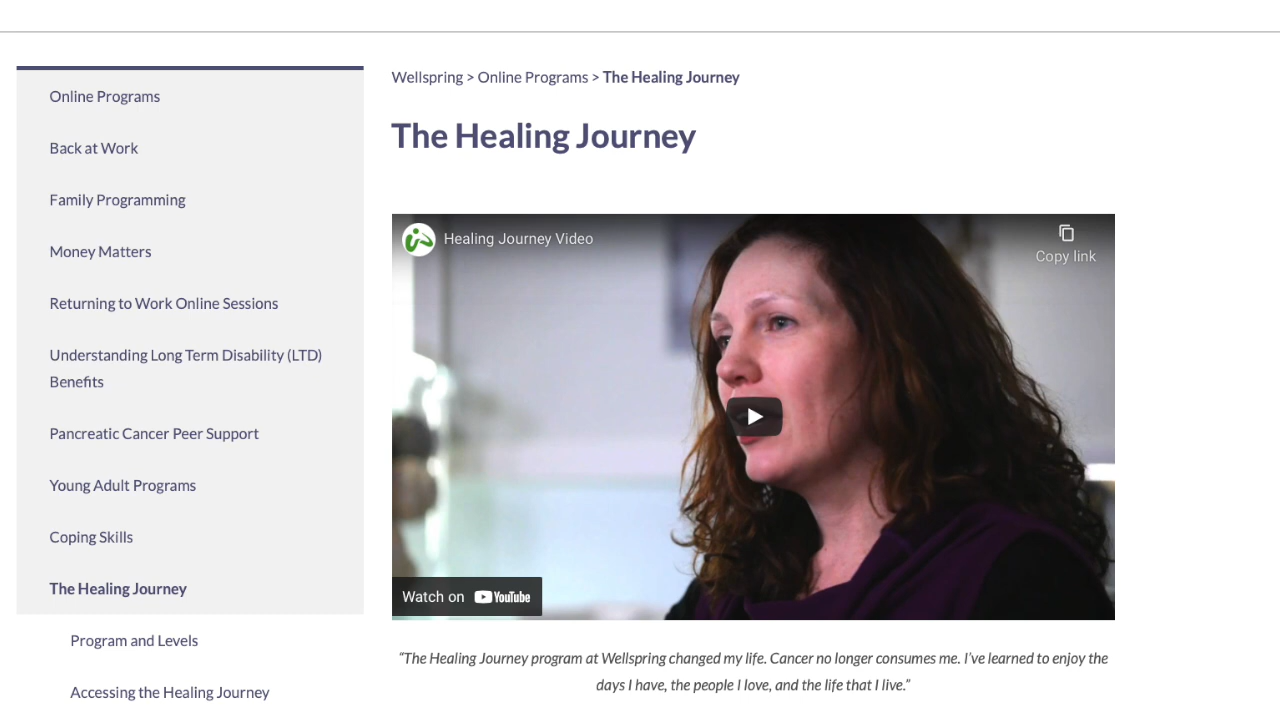 Wellspring > Online Programs > The Healing Journey
Online Programs
Back at Work
Family Programming
Money Matters
Returning to Work Online Sessions
Understanding Long Term Disability (LTD)
Benefits
Pancreatic Cancer Peer Support
Young Adult Programs
Coping Skills
The Healing Journey
Program and Levels
Accessing the Healing Journey
The Healing Journey
Healing Journey Video
Copy link
Watch on YouTube
“The Healing Journey program at Wellspring changed my life. Cancer no longer consumes me. I’ve learned to enjoy the
days I have, the people I love, and the life that I live.”